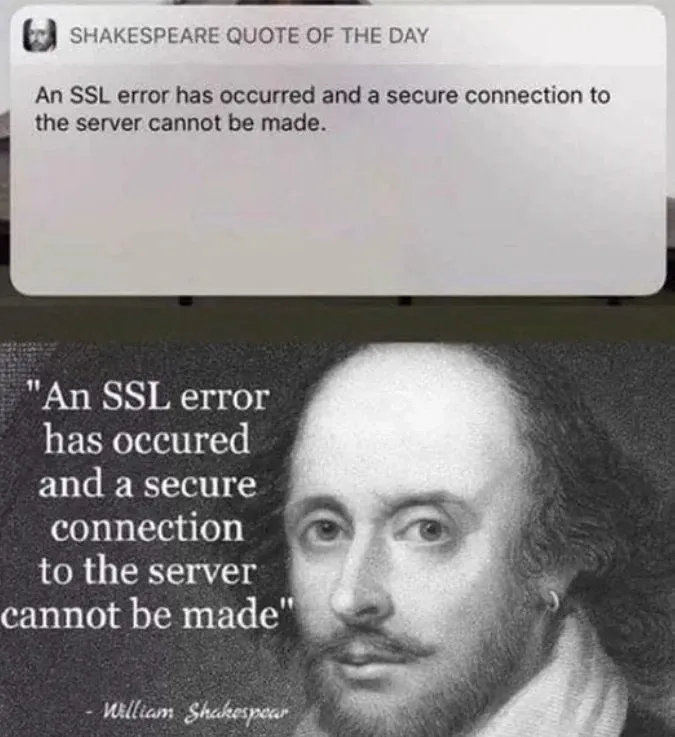 SHAKESPEARE QUOTE OF THE DAY
An SSL error has occurred and a secure connection to
the server cannot be made.
"An SSL error
has occured
and a secure
connection
to the server
cannot be made"
- William Shakespear